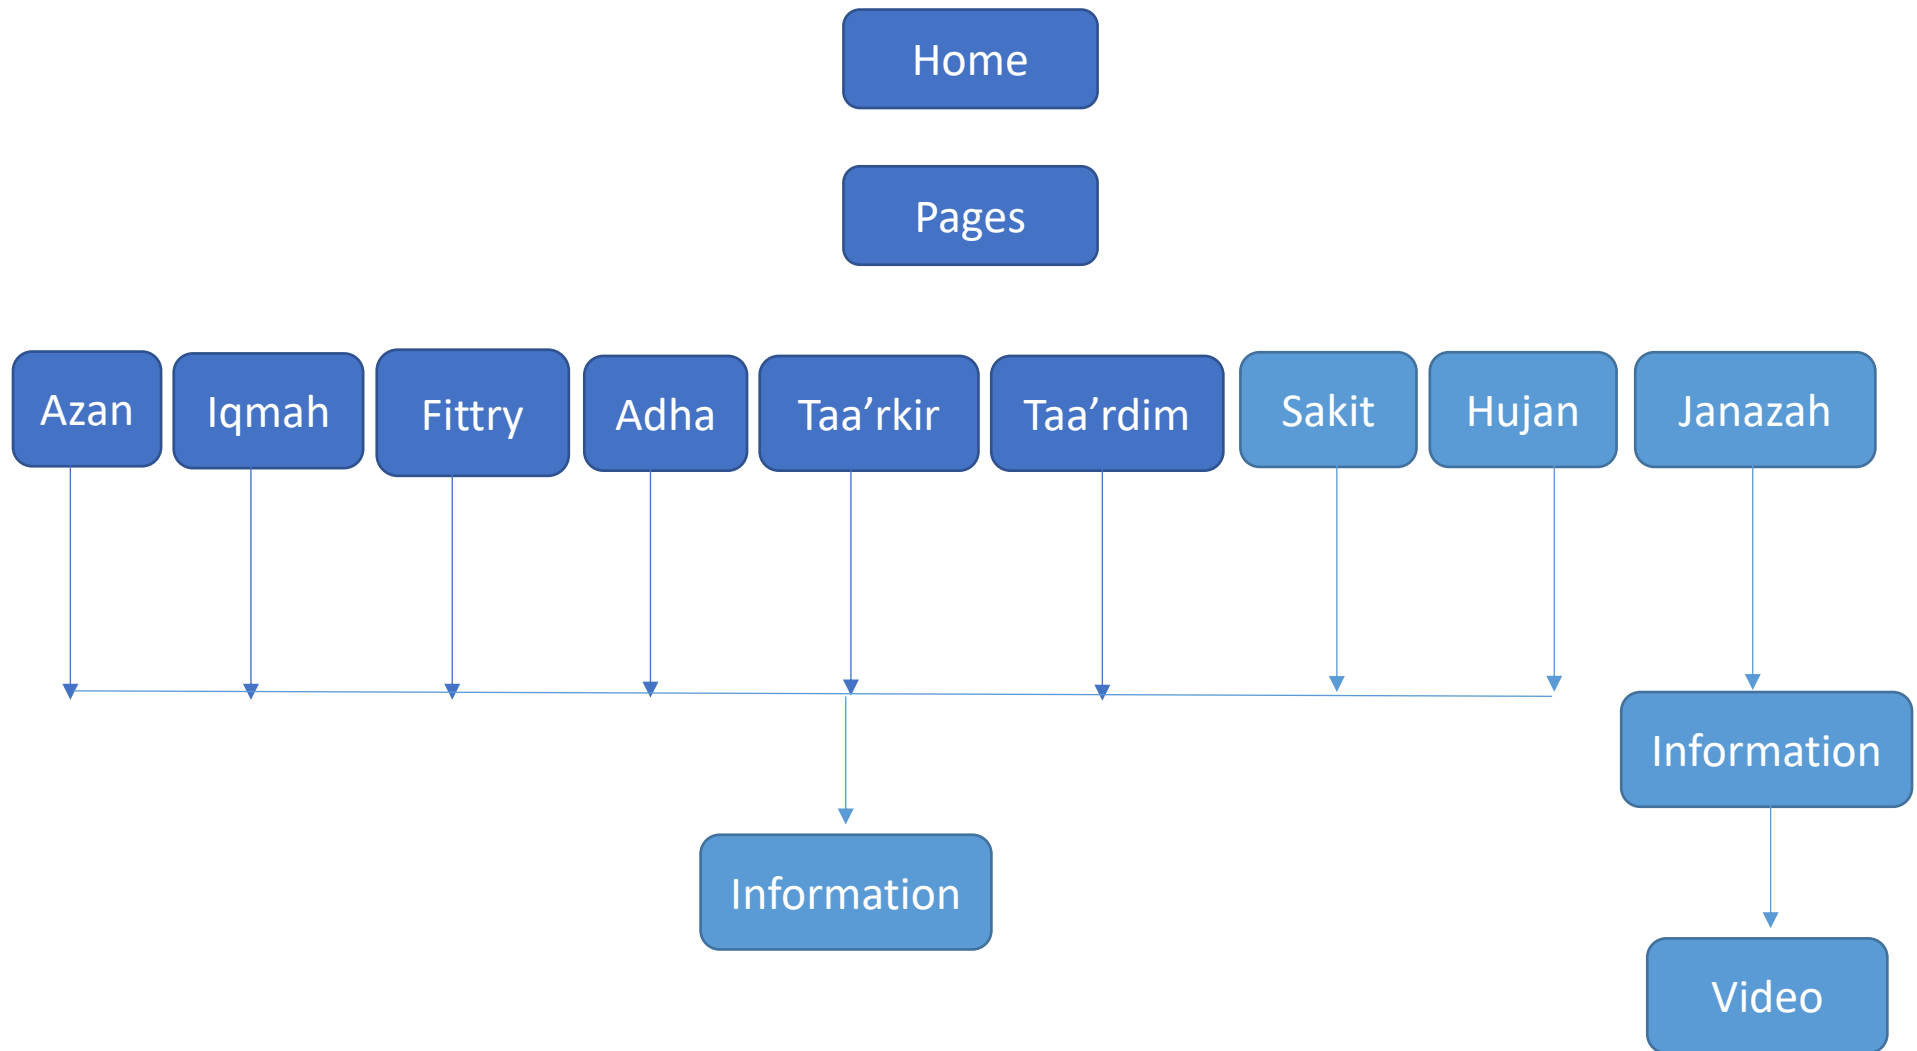 Home
Pages
Azan
Iqmah
Fittry
Adha
Taa’rkir
Taa’rdim
Sakit
Hujan
Janazah
Information
Information
Video